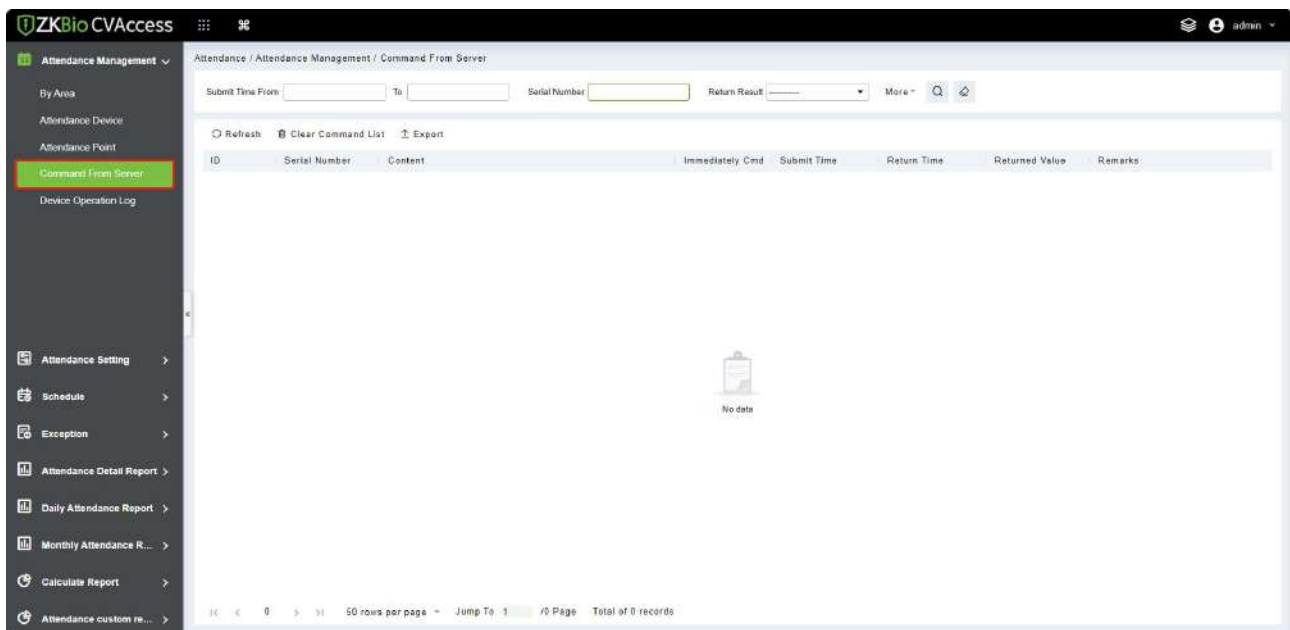 ZKBio CVAccess
admin
Attendance Management
By Area
Attendance Device
Attendance Point
Command From Server
Device Operation Log
Attendance Setting
Schedule
Exception
Attendance Detail Report
Daily Attendance Report
Monthly Attendance R...
Calculate Report
Attendance custom re...
Attendance / Attendance Management / Command From Server
Submit Time From To Serial Number Return Result ---------- More
Refresh Clear Command List Export
ID Serial Number Content Immediately Cmd Submit Time Return Time Returned Value Remarks
No data
0 50 rows per page Jump To 1 /0 Page Total of 0 records